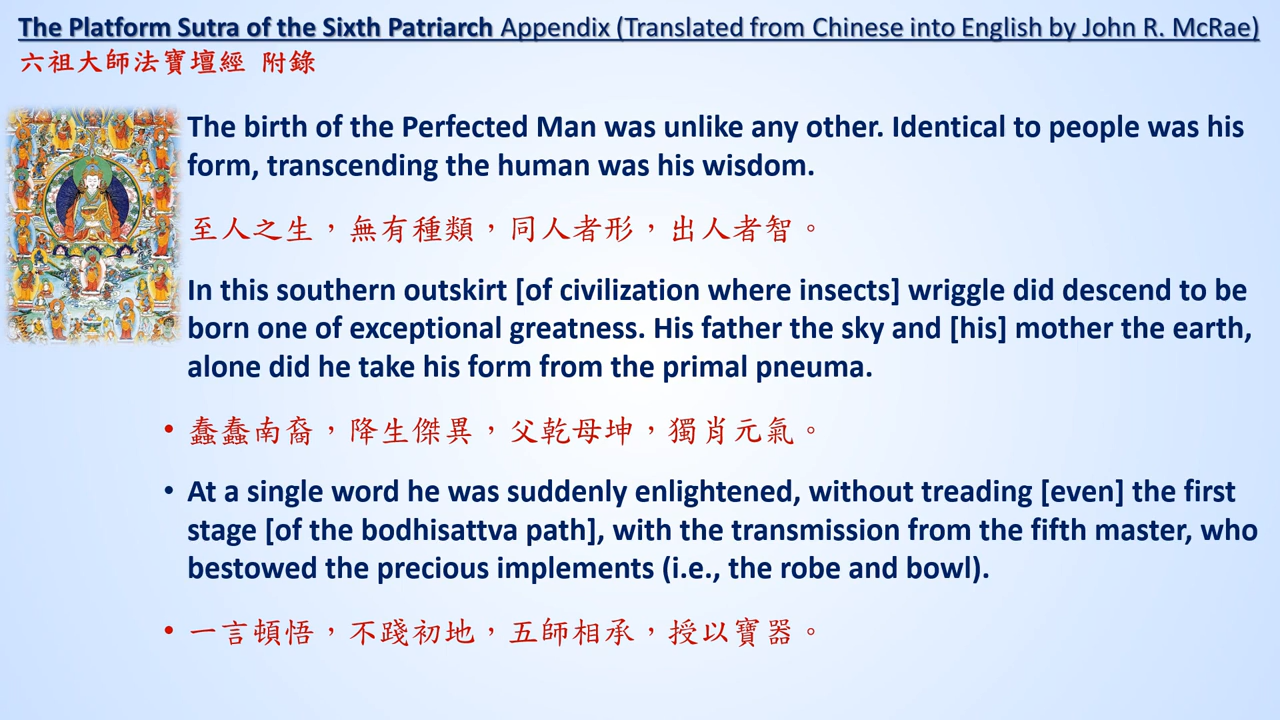 The Platform Sutra of the Sixth Patriarch Appendix (Translated from Chinese into English by John R. McRae)
六祖大師法寶壇經 附錄
The birth of the Perfected Man was unlike any other. Identical to people was his
form, transcending the human was his wisdom.
至人之生，無有種類，同人者形，出人者智。
In this southern outskirt [of civilization where insects] wriggle did descend to be
born one of exceptional greatness. His father the sky and [his] mother the earth,
alone did he take his form from the primal pneuma.
• 蠢蠢南裔，降生傑異，父乾母坤，獨肖元氣。
• At a single word he was suddenly enlightened, without treading [even] the first
stage [of the bodhisattva path], with the transmission from the fifth master, who
bestowed the precious implements (i.e., the robe and bowl).
• 一言頓悟，不踐初地，五師相承，授以寶器。